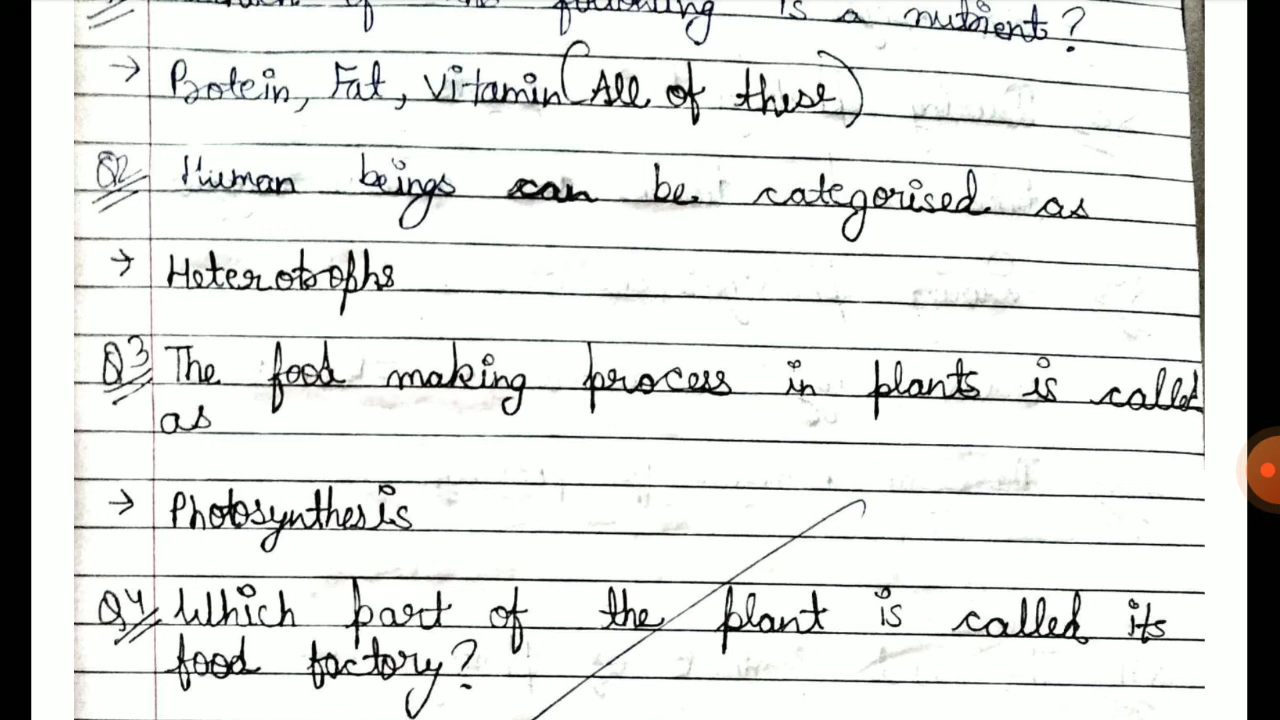 is a nutrient?
→ Protein, Fat, Vitamin (All of these)
Q2 Human beings can be categorised as
→ Heterotrophs
Q3 The food making process in plants is called
as
→ Photosynthesis
Q4 Which part of the plant is called its
food factory?